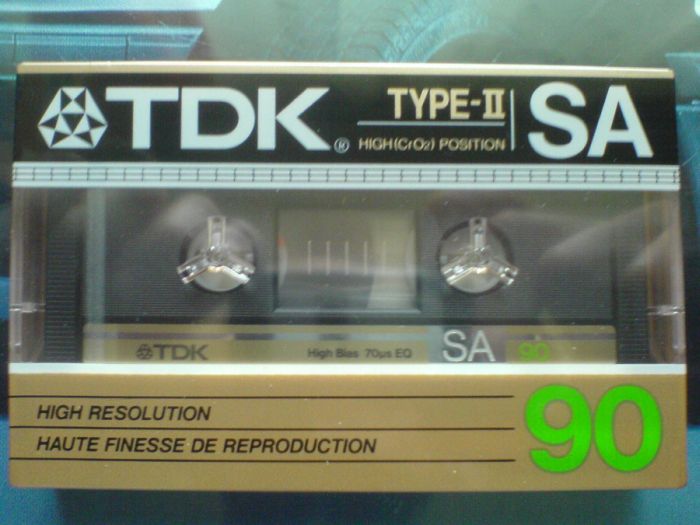 TDK® TYPE-II SA
HIGH (CrO2) POSITION
TDK High Bias 70µs EQ SA 90
HIGH RESOLUTION
HAUTE FINESSE DE REPRODUCTION
90